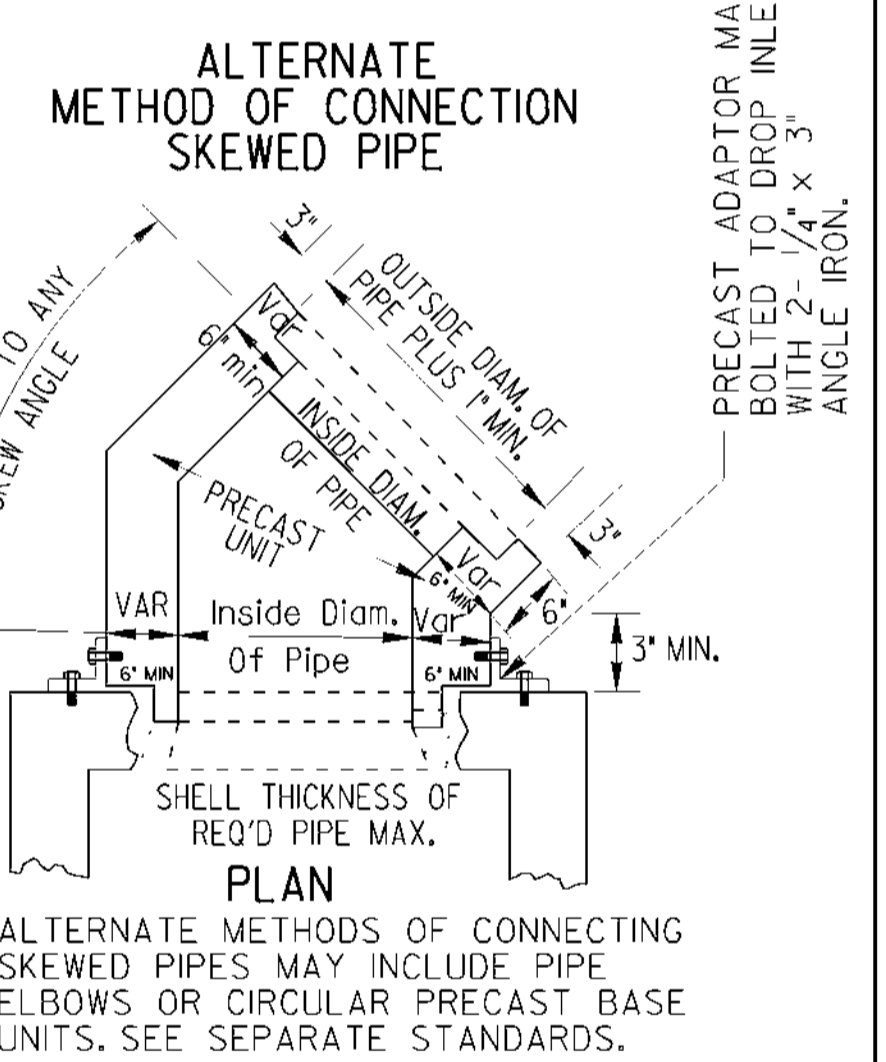 ALTERNATE
METHOD OF CONNECTION
SKEWED PIPE
PRECAST ADAPTOR MA
BOLTED TO DROP INLE
WITH 2- 1/4" X 3"
ANGLE IRON.
TO ANY
SKEW ANGLE
3"
OUTSIDE DIAM. OF
PIPE PLUS 1" MIN.
Var
6" min
INSIDE DIAM.
OF PIPE
PRECAST
UNIT
3"
Var
6" MIN
6"
VAR
Inside Diam.
Of Pipe
Var
3" MIN.
6" MIN
6" MIN
SHELL THICKNESS OF
REQ'D PIPE MAX.
PLAN
ALTERNATE METHODS OF CONNECTING
SKEWED PIPES MAY INCLUDE PIPE
ELBOWS OR CIRCULAR PRECAST BASE
UNITS. SEE SEPARATE STANDARDS.